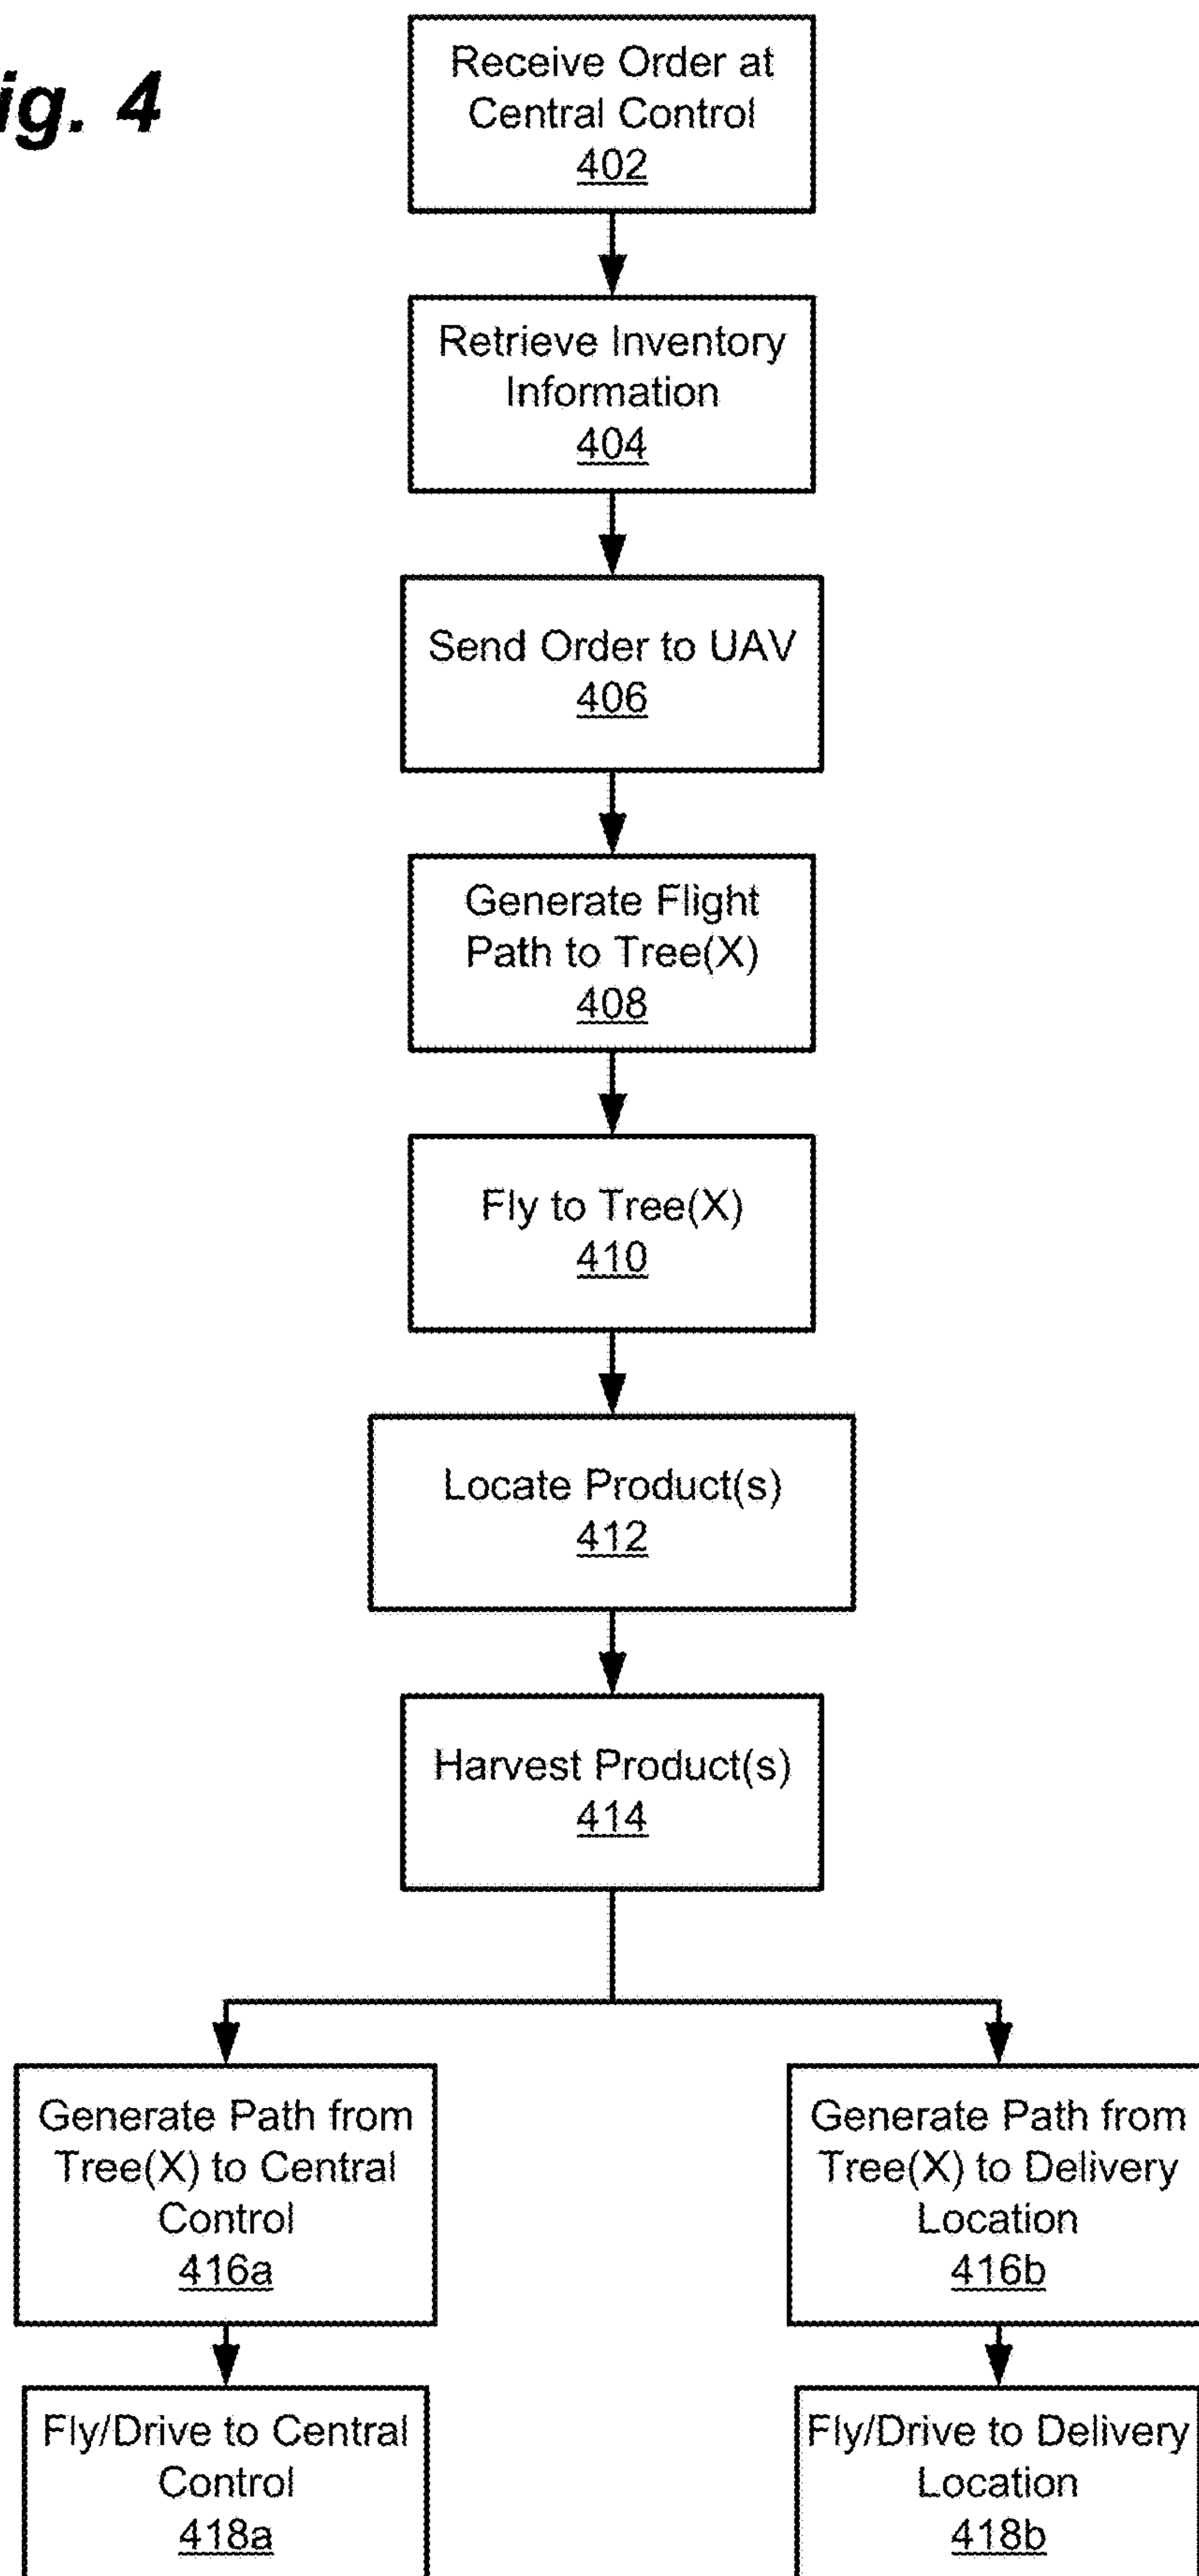 ig. 4
Receive Order at
Central Control
402
Retrieve Inventory
Information
404
Send Order to UAV
406
Generate Flight
Path to Tree(X)
408
Fly to Tree(X)
410
Locate Product(s)
412
Harvest Product(s)
414
Generate Path from
Tree(X) to Central
Control
416a
Generate Path from
Tree(X) to Delivery
Location
416b
Fly/Drive to Central
Control
418a
Fly/Drive to Delivery
Location
418b